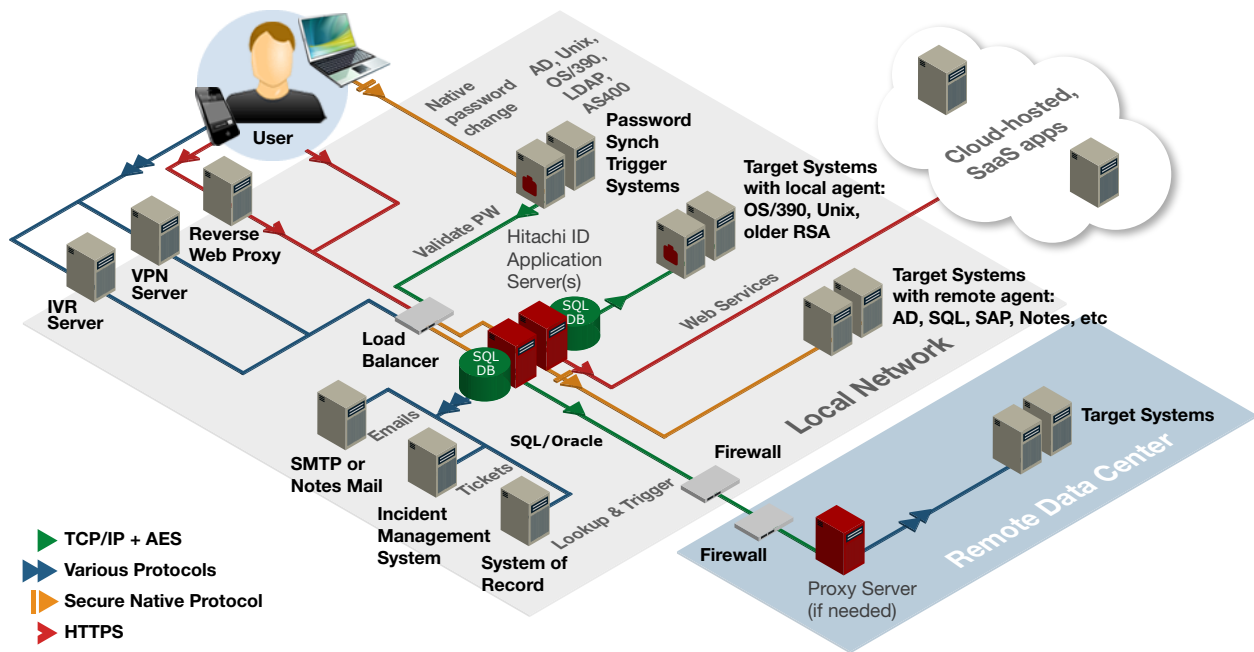 User
Native
password
change
AD, Unix,
OS/390,
LDAP,
AS400
Password
Synch
Trigger
Systems
Cloud-hosted,
SaaS apps
Target Systems
with local agent:
OS/390, Unix,
older RSA
Validate PW
Reverse
Web Proxy
VPN
Server
IVR
Server
Hitachi ID
Application
Server(s)
SQL
DB
Web Services
Target Systems
with remote agent:
AD, SQL, SAP, Notes, etc
Load
Balancer
SQL
DB
Local Network
Emails
SMTP or
Notes Mail
SQL/Oracle
Tickets
Incident
Management
System
Lookup & Trigger
System of
Record
Firewall
Firewall
Target Systems
Remote Data Center
Proxy Server
(if needed)
TCP/IP + AES
Various Protocols
Secure Native Protocol
HTTPS